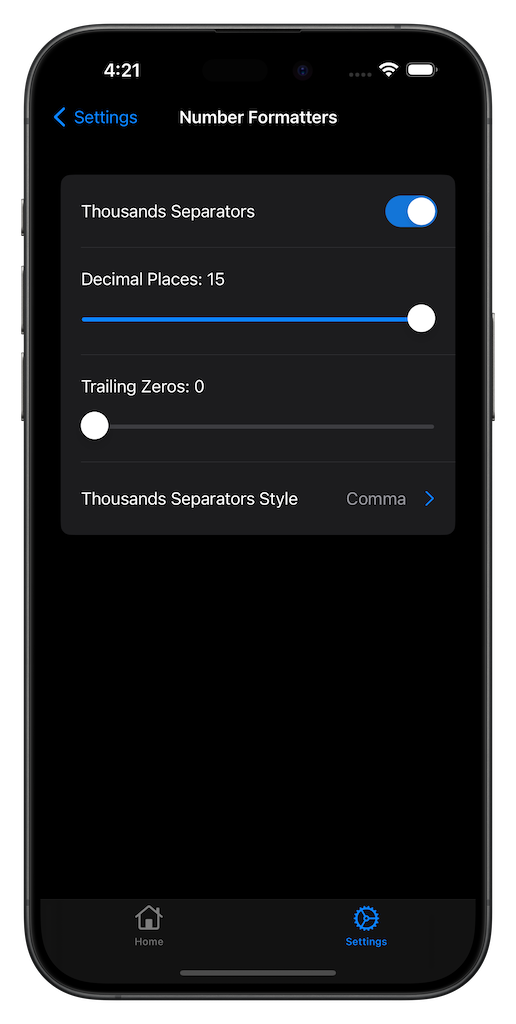 4:21
Settings
Number Formatters
Thousands Separators
Decimal Places: 15
Trailing Zeros: 0
Thousands Separators Style Comma
Home
Settings